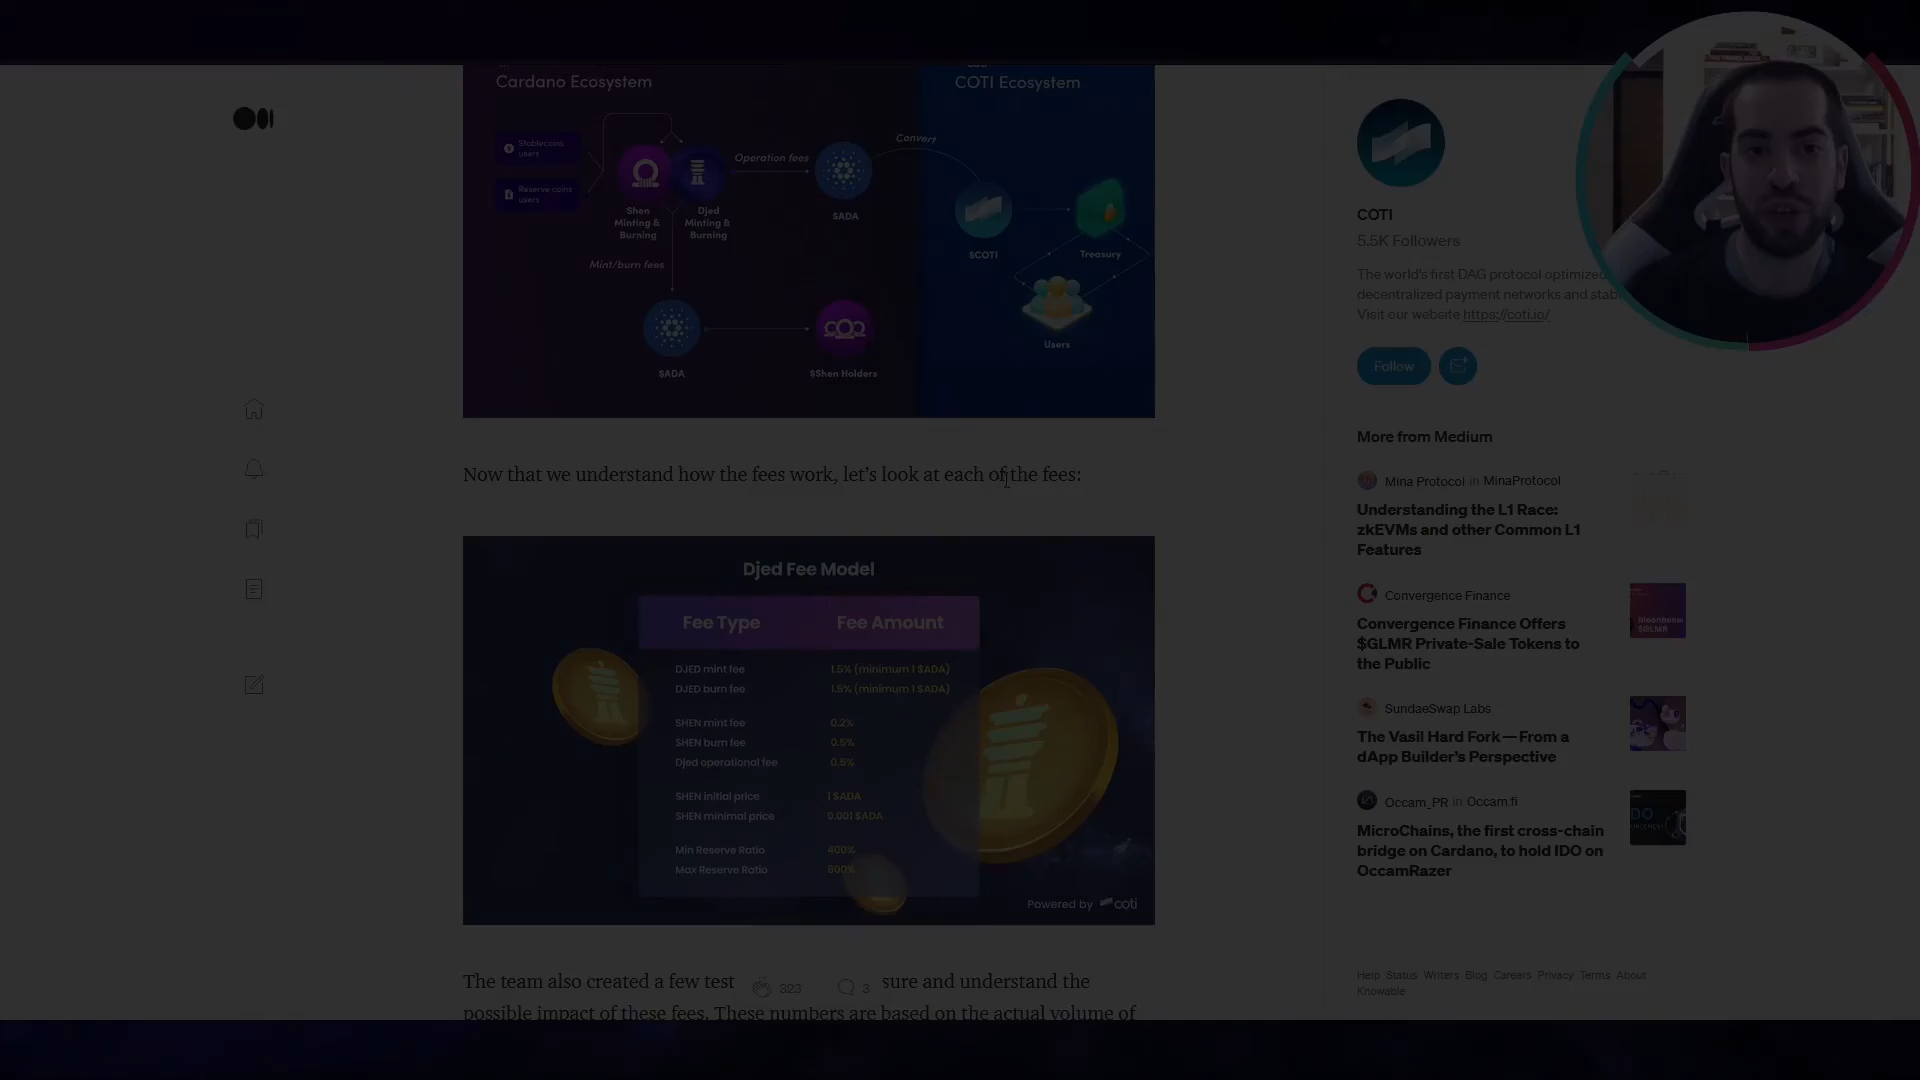 Cardano Ecosystem
COTI Ecosystem
Stablecoins
users
Reserve coins
users
Shen
Minting &
Burning
Djed
Minting &
Burning
Operation fees
$ADA
Convert
$COTI
Treasury
Users
Mint/burn fees
$ADA
$Shen Holders
Now that we understand how the fees work, let's look at each of the fees:
Djed Fee Model
Fee Type Fee Amount
DJED mint fee 1.5% (minimum 1 $ADA)
DJED burn fee 1.5% (minimum 1 $ADA)
SHEN mint fee 0.2%
SHEN burn fee 0.5%
Djed operational fee 0.5%
SHEN initial price 1 $ADA
SHEN minimal price 0.001 $ADA
Min Reserve Ratio 400%
Max Reserve Ratio 800%
Powered by coti
The team also created a few test
323 3
sure and understand the
possible impact of these fees. These numbers are based on the actual volume of
COTI
5.5K Followers
The world's first DAG protocol optimized
decentralized payment networks and stab
Visit our website https://coti.io/
Follow
More from Medium
Mina Protocol in MinaProtocol
Understanding the L1 Race:
zkEVMs and other Common L1
Features
Convergence Finance
Convergence Finance Offers
$GLMR Private-Sale Tokens to
the Public
Moonbeam
$GLMR
SundaeSwap Labs
The Vasil Hard Fork—From a
dApp Builder's Perspective
Occam_PR in Occam.fi
MicroChains, the first cross-chain
bridge on Cardano, to hold IDO on
OccamRazer
Help Status Writers Blog Careers Privacy Terms About
Knowable